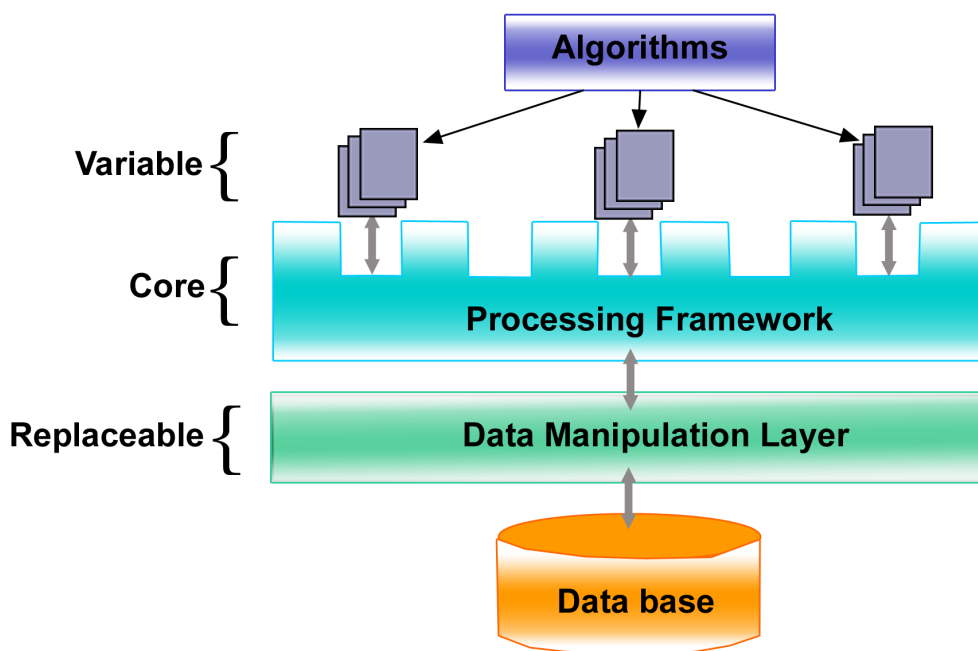 Algorithms
Variable
Core
Processing Framework
Replaceable
Data Manipulation Layer
Data base